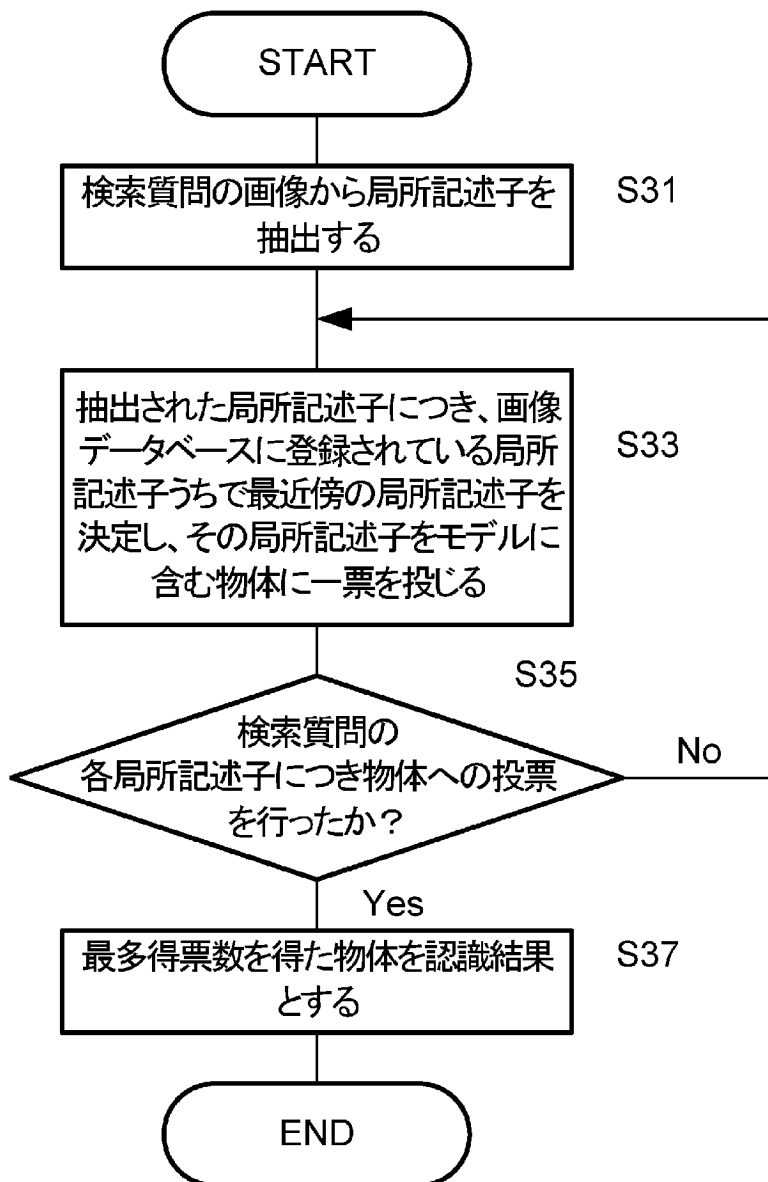 START
検索質問の画像から局所記述子を
抽出する
S31
抽出された局所記述子につき、画像
データベースに登録されている局所
記述子うちで最近傍の局所記述子を
決定し、その局所記述子をモデルに
含む物体に一票を投じる
S33
S35
検索質問の
各局所記述子につき物体への投票
を行ったか？
No
Yes
最多得票数を得た物体を認識結果
とする
S37
END